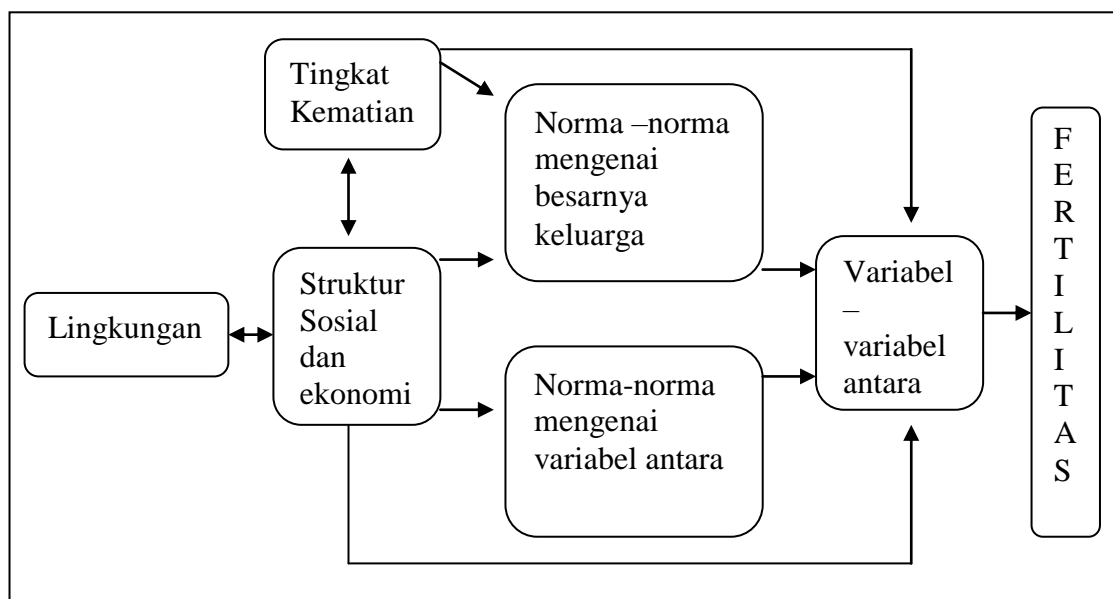 Tingkat
Kematian
Norma –norma
mengenai
besarnya
keluarga
Lingkungan
Struktur
Sosial
dan
ekonomi
Norma-norma
mengenai
variabel antara
Variabel
–
variabel
antara
F
E
R
T
I
L
I
T
A
S